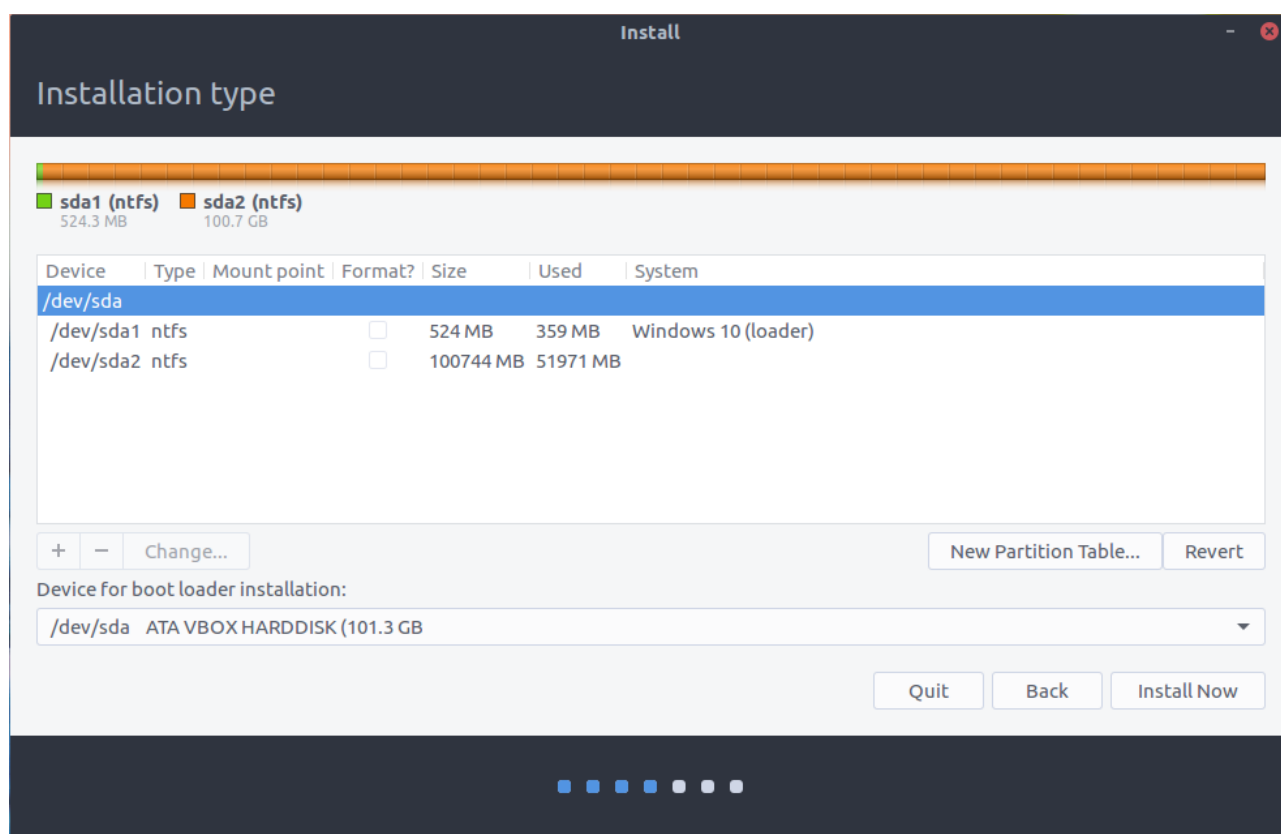 Install
Installation type
sda1 (ntfs) sda2 (ntfs)
524.3 MB 100.7 GB
Device Type Mount point Format? Size Used System
/dev/sda
/dev/sda1 ntfs 524 MB 359 MB Windows 10 (loader)
/dev/sda2 ntfs 100744 MB 51971 MB
+ − Change... New Partition Table... Revert
Device for boot loader installation:
/dev/sda ATA VBOX HARDDISK (101.3 GB
Quit Back Install Now